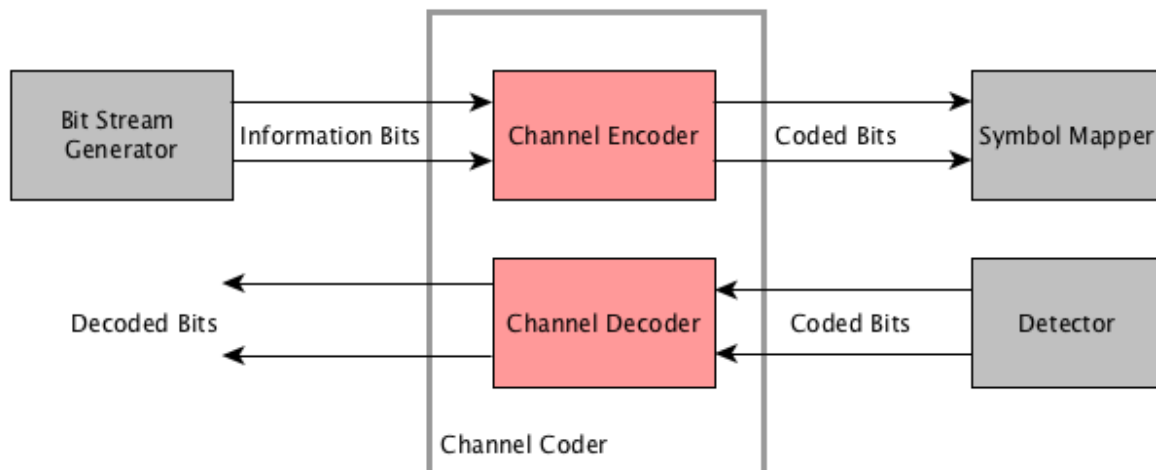 Bit Stream
Generator
Information Bits
Channel Encoder
Coded Bits
Symbol Mapper
Decoded Bits
Channel Decoder
Coded Bits
Detector
Channel Coder